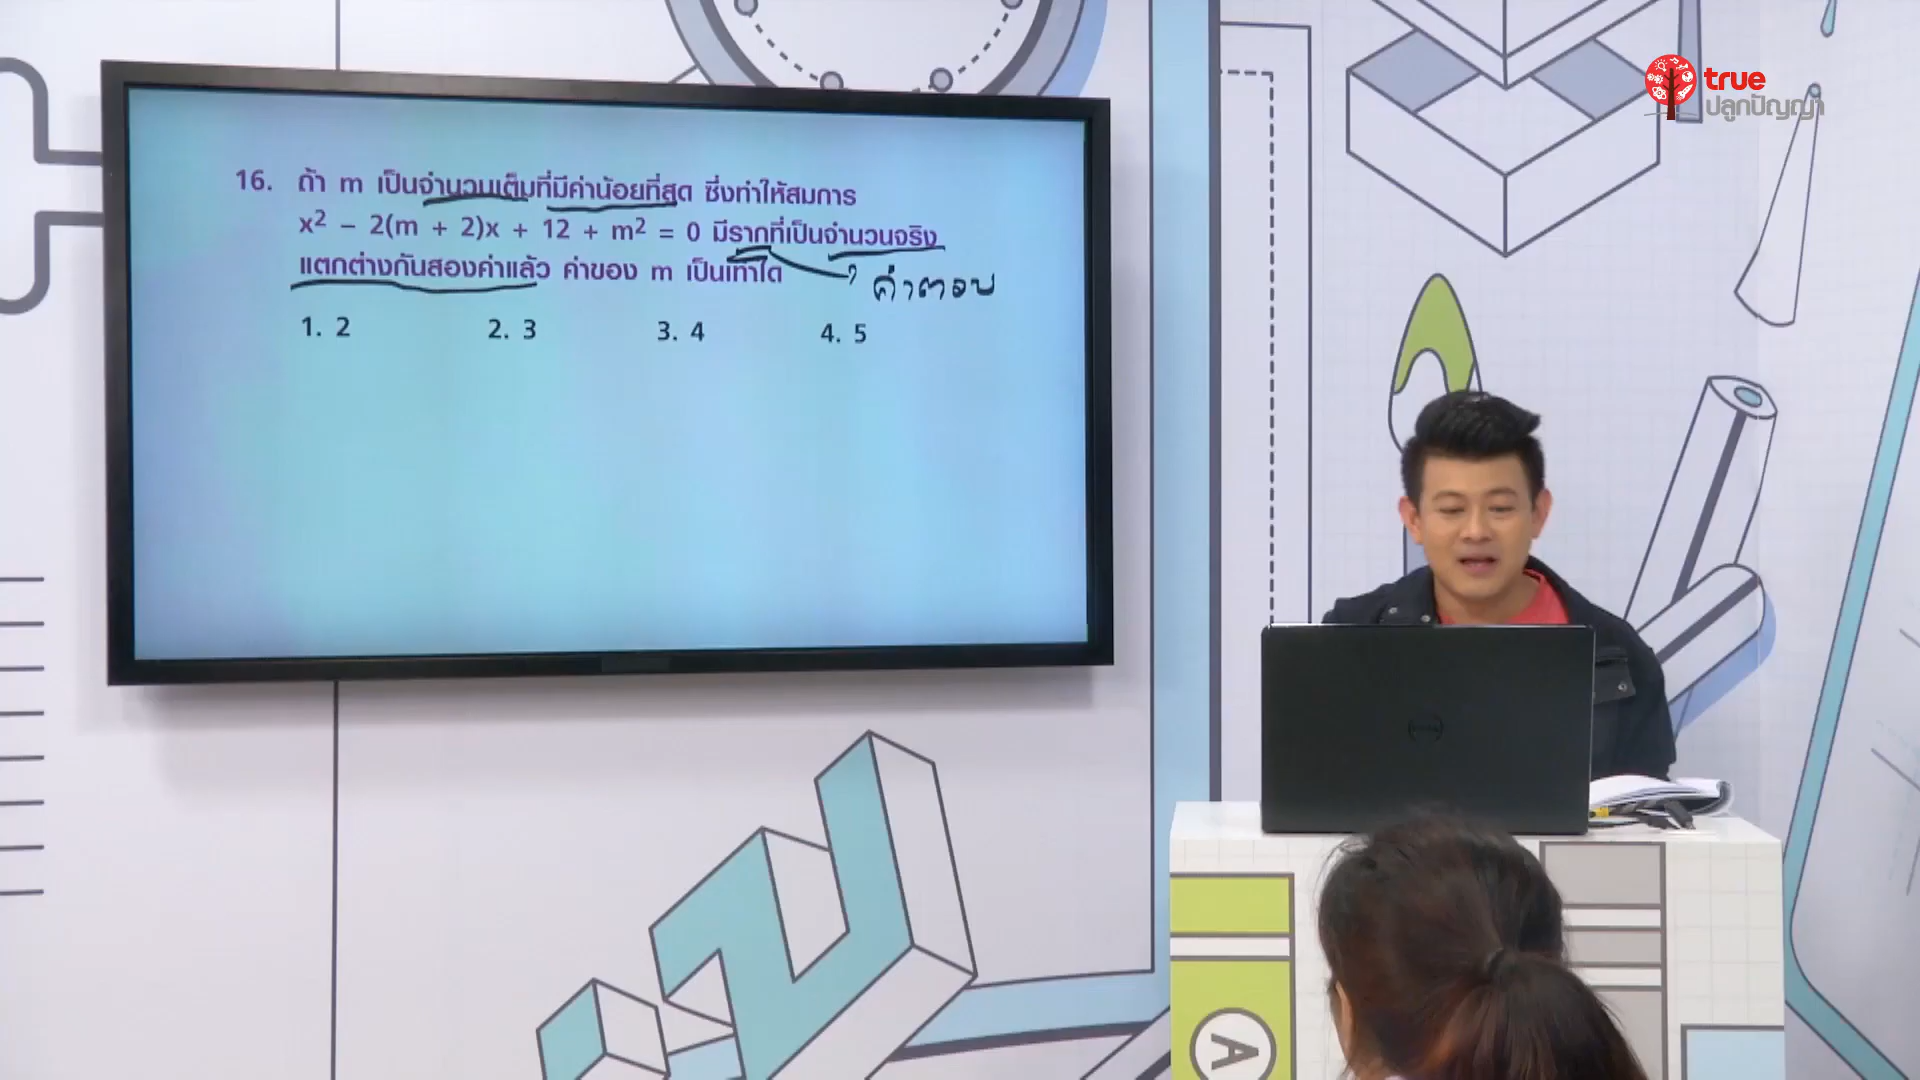 true
ปลูกปัญญา
16. ถ้า m เป็นจำนวนเต็มที่มีค่าน้อยที่สุด ซึ่งทำให้สมการ
x² – 2(m + 2)x + 12 + m² = 0 มีรากที่เป็นจำนวนจริง
แตกต่างกันสองค่าแล้ว ค่าของ m เป็นเท่าใด
คำตอบ
1. 2 2. 3 3. 4 4. 5
A